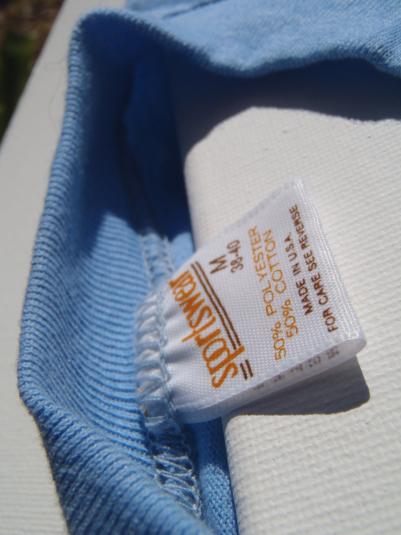 sportswear
M
38-40
50% POLYESTER
50% COTTON
MADE IN U.S.A.
FOR CARE SEE REVERSE